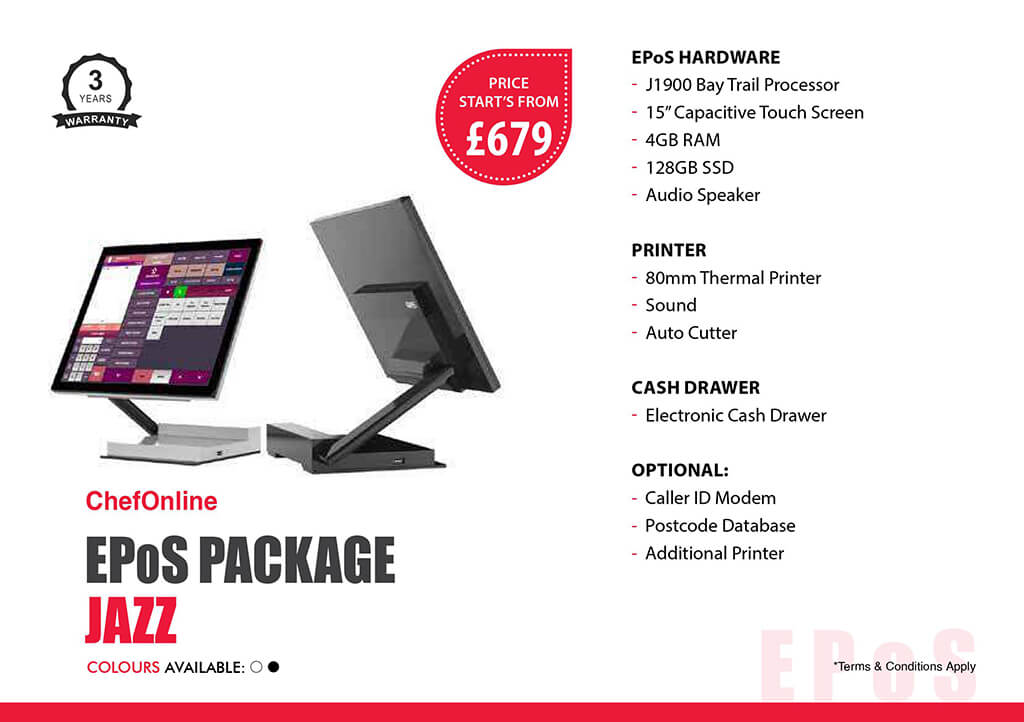 3
YEARS
WARRANTY
PRICE
START'S FROM
£679
ChefOnline
EPoS PACKAGE
JAZZ
COLOURS AVAILABLE:
EPoS HARDWARE
- J1900 Bay Trail Processor
- 15” Capacitive Touch Screen
- 4GB RAM
- 128GB SSD
- Audio Speaker
PRINTER
- 80mm Thermal Printer
- Sound
- Auto Cutter
CASH DRAWER
- Electronic Cash Drawer
OPTIONAL:
- Caller ID Modem
- Postcode Database
- Additional Printer
EPoS
*Terms & Conditions Apply